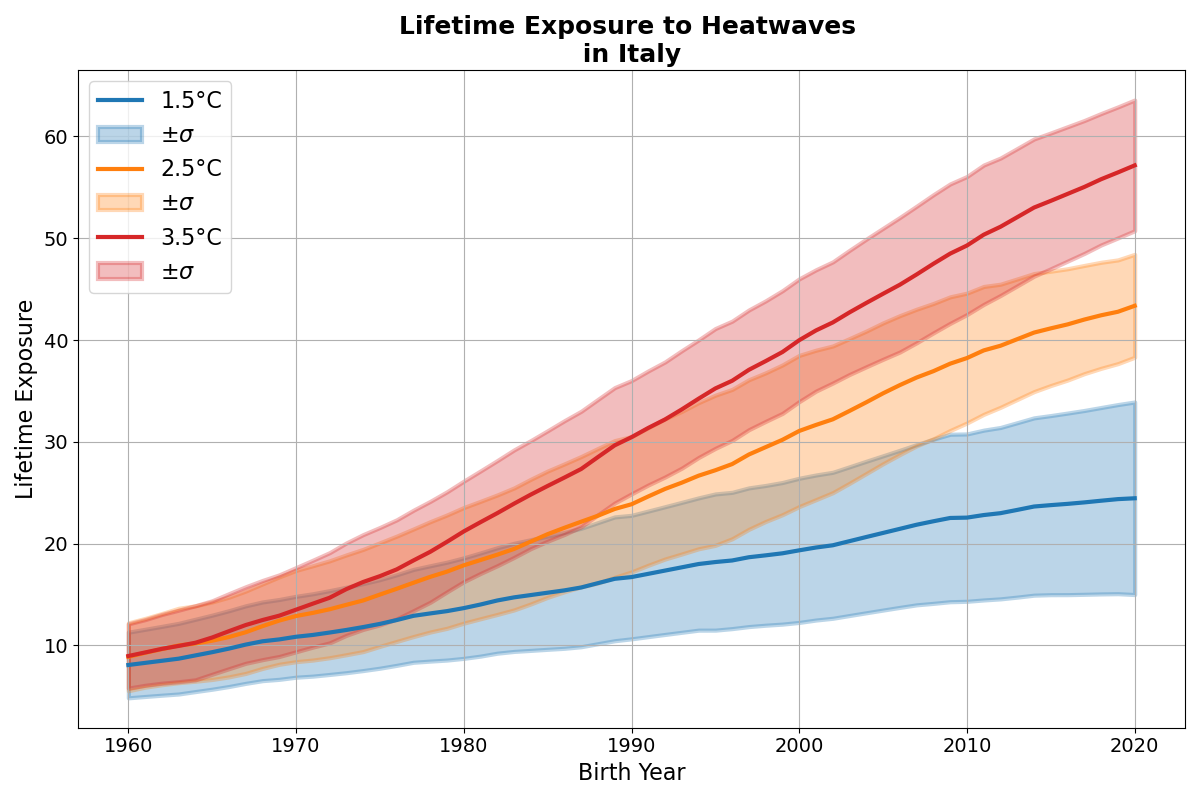 Lifetime Exposure to Heatwaves
in Italy
1.5°C
±σ
2.5°C
±σ
3.5°C
±σ
60
50
40
30
20
10
Lifetime Exposure
1960 1970 1980 1990 2000 2010 2020
Birth Year